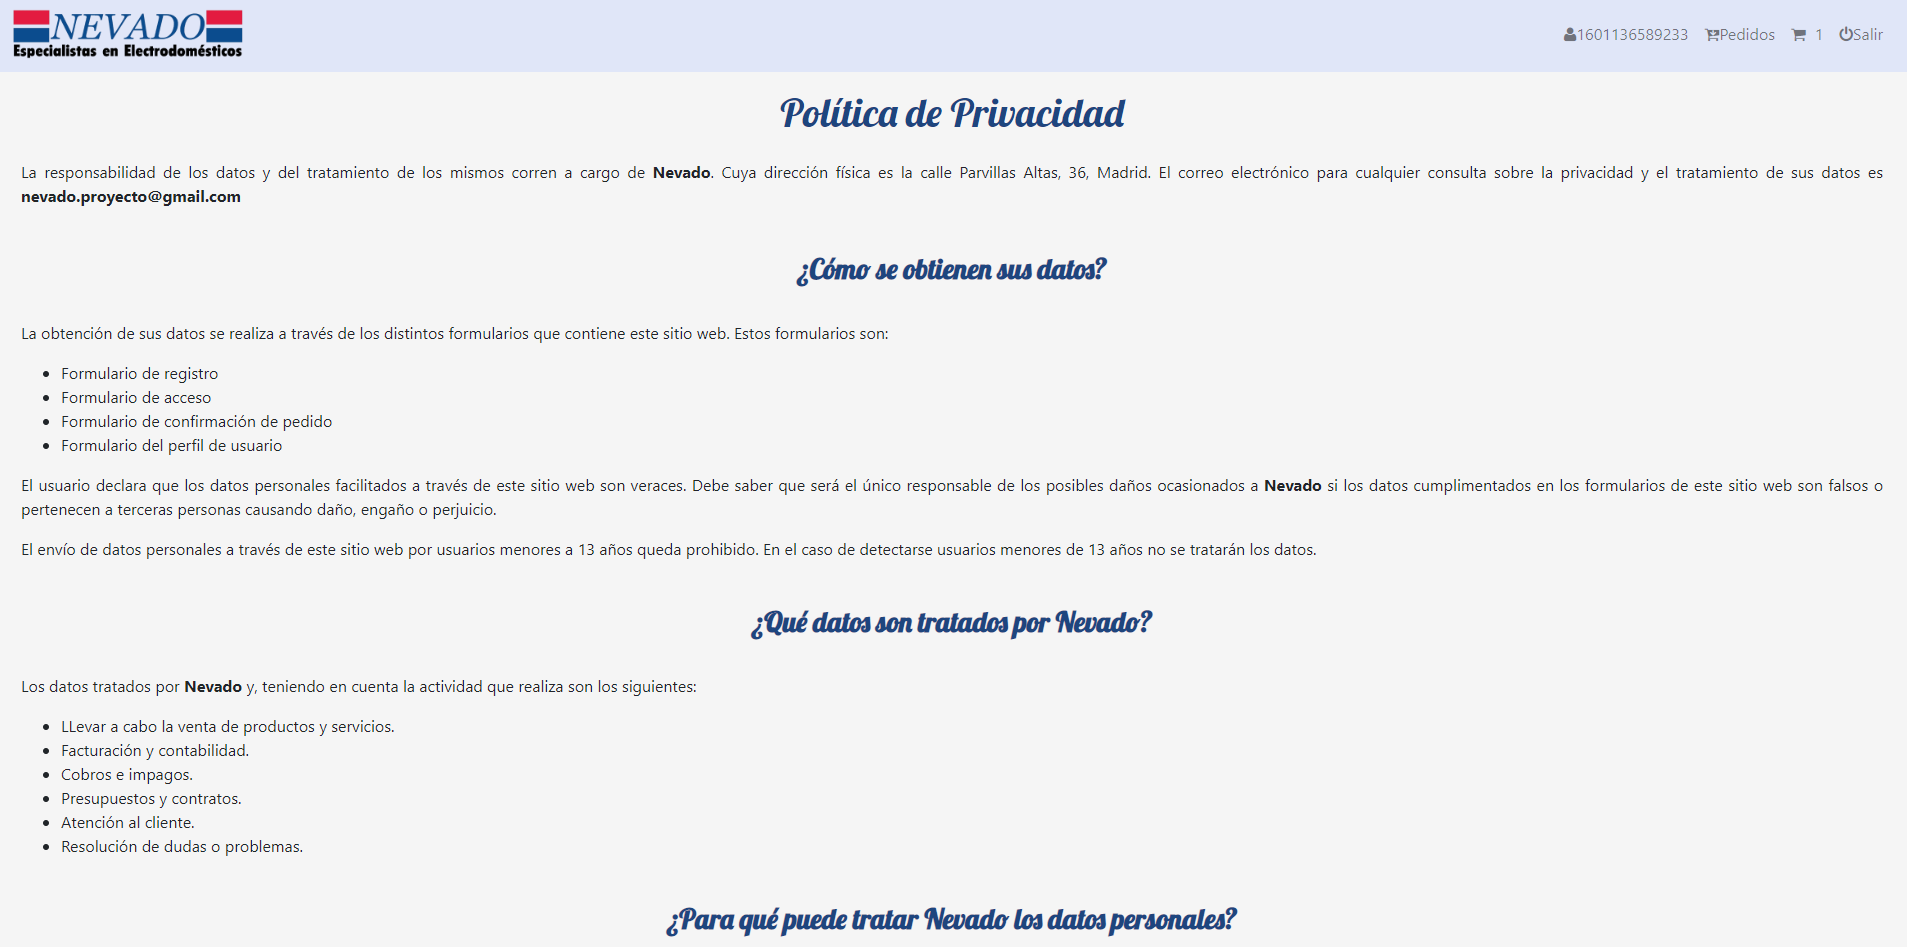 NEVADO
Especialistas en Electrodomésticos
1601136589233 Pedidos 1 Salir
Política de Privacidad
La responsabilidad de los datos y del tratamiento de los mismos corren a cargo de Nevado. Cuya dirección física es la calle Parvillas Altas, 36, Madrid. El correo electrónico para cualquier consulta sobre la privacidad y el tratamiento de sus datos es
nevado.proyecto@gmail.com
¿Cómo se obtienen sus datos?
La obtención de sus datos se realiza a través de los distintos formularios que contiene este sitio web. Estos formularios son:
• Formulario de registro
• Formulario de acceso
• Formulario de confirmación de pedido
• Formulario del perfil de usuario
El usuario declara que los datos personales facilitados a través de este sitio web son veraces. Debe saber que será el único responsable de los posibles daños ocasionados a Nevado si los datos cumplimentados en los formularios de este sitio web son falsos o
pertenecen a terceras personas causando daño, engaño o perjuicio.
El envío de datos personales a través de este sitio web por usuarios menores a 13 años queda prohibido. En el caso de detectarse usuarios menores de 13 años no se tratarán los datos.
¿Qué datos son tratados por Nevado?
Los datos tratados por Nevado y, teniendo en cuenta la actividad que realiza son los siguientes:
• LLevar a cabo la venta de productos y servicios.
• Facturación y contabilidad.
• Cobros e impagos.
• Presupuestos y contratos.
• Atención al cliente.
• Resolución de dudas o problemas.
¿Para qué puede tratar Nevado los datos personales?